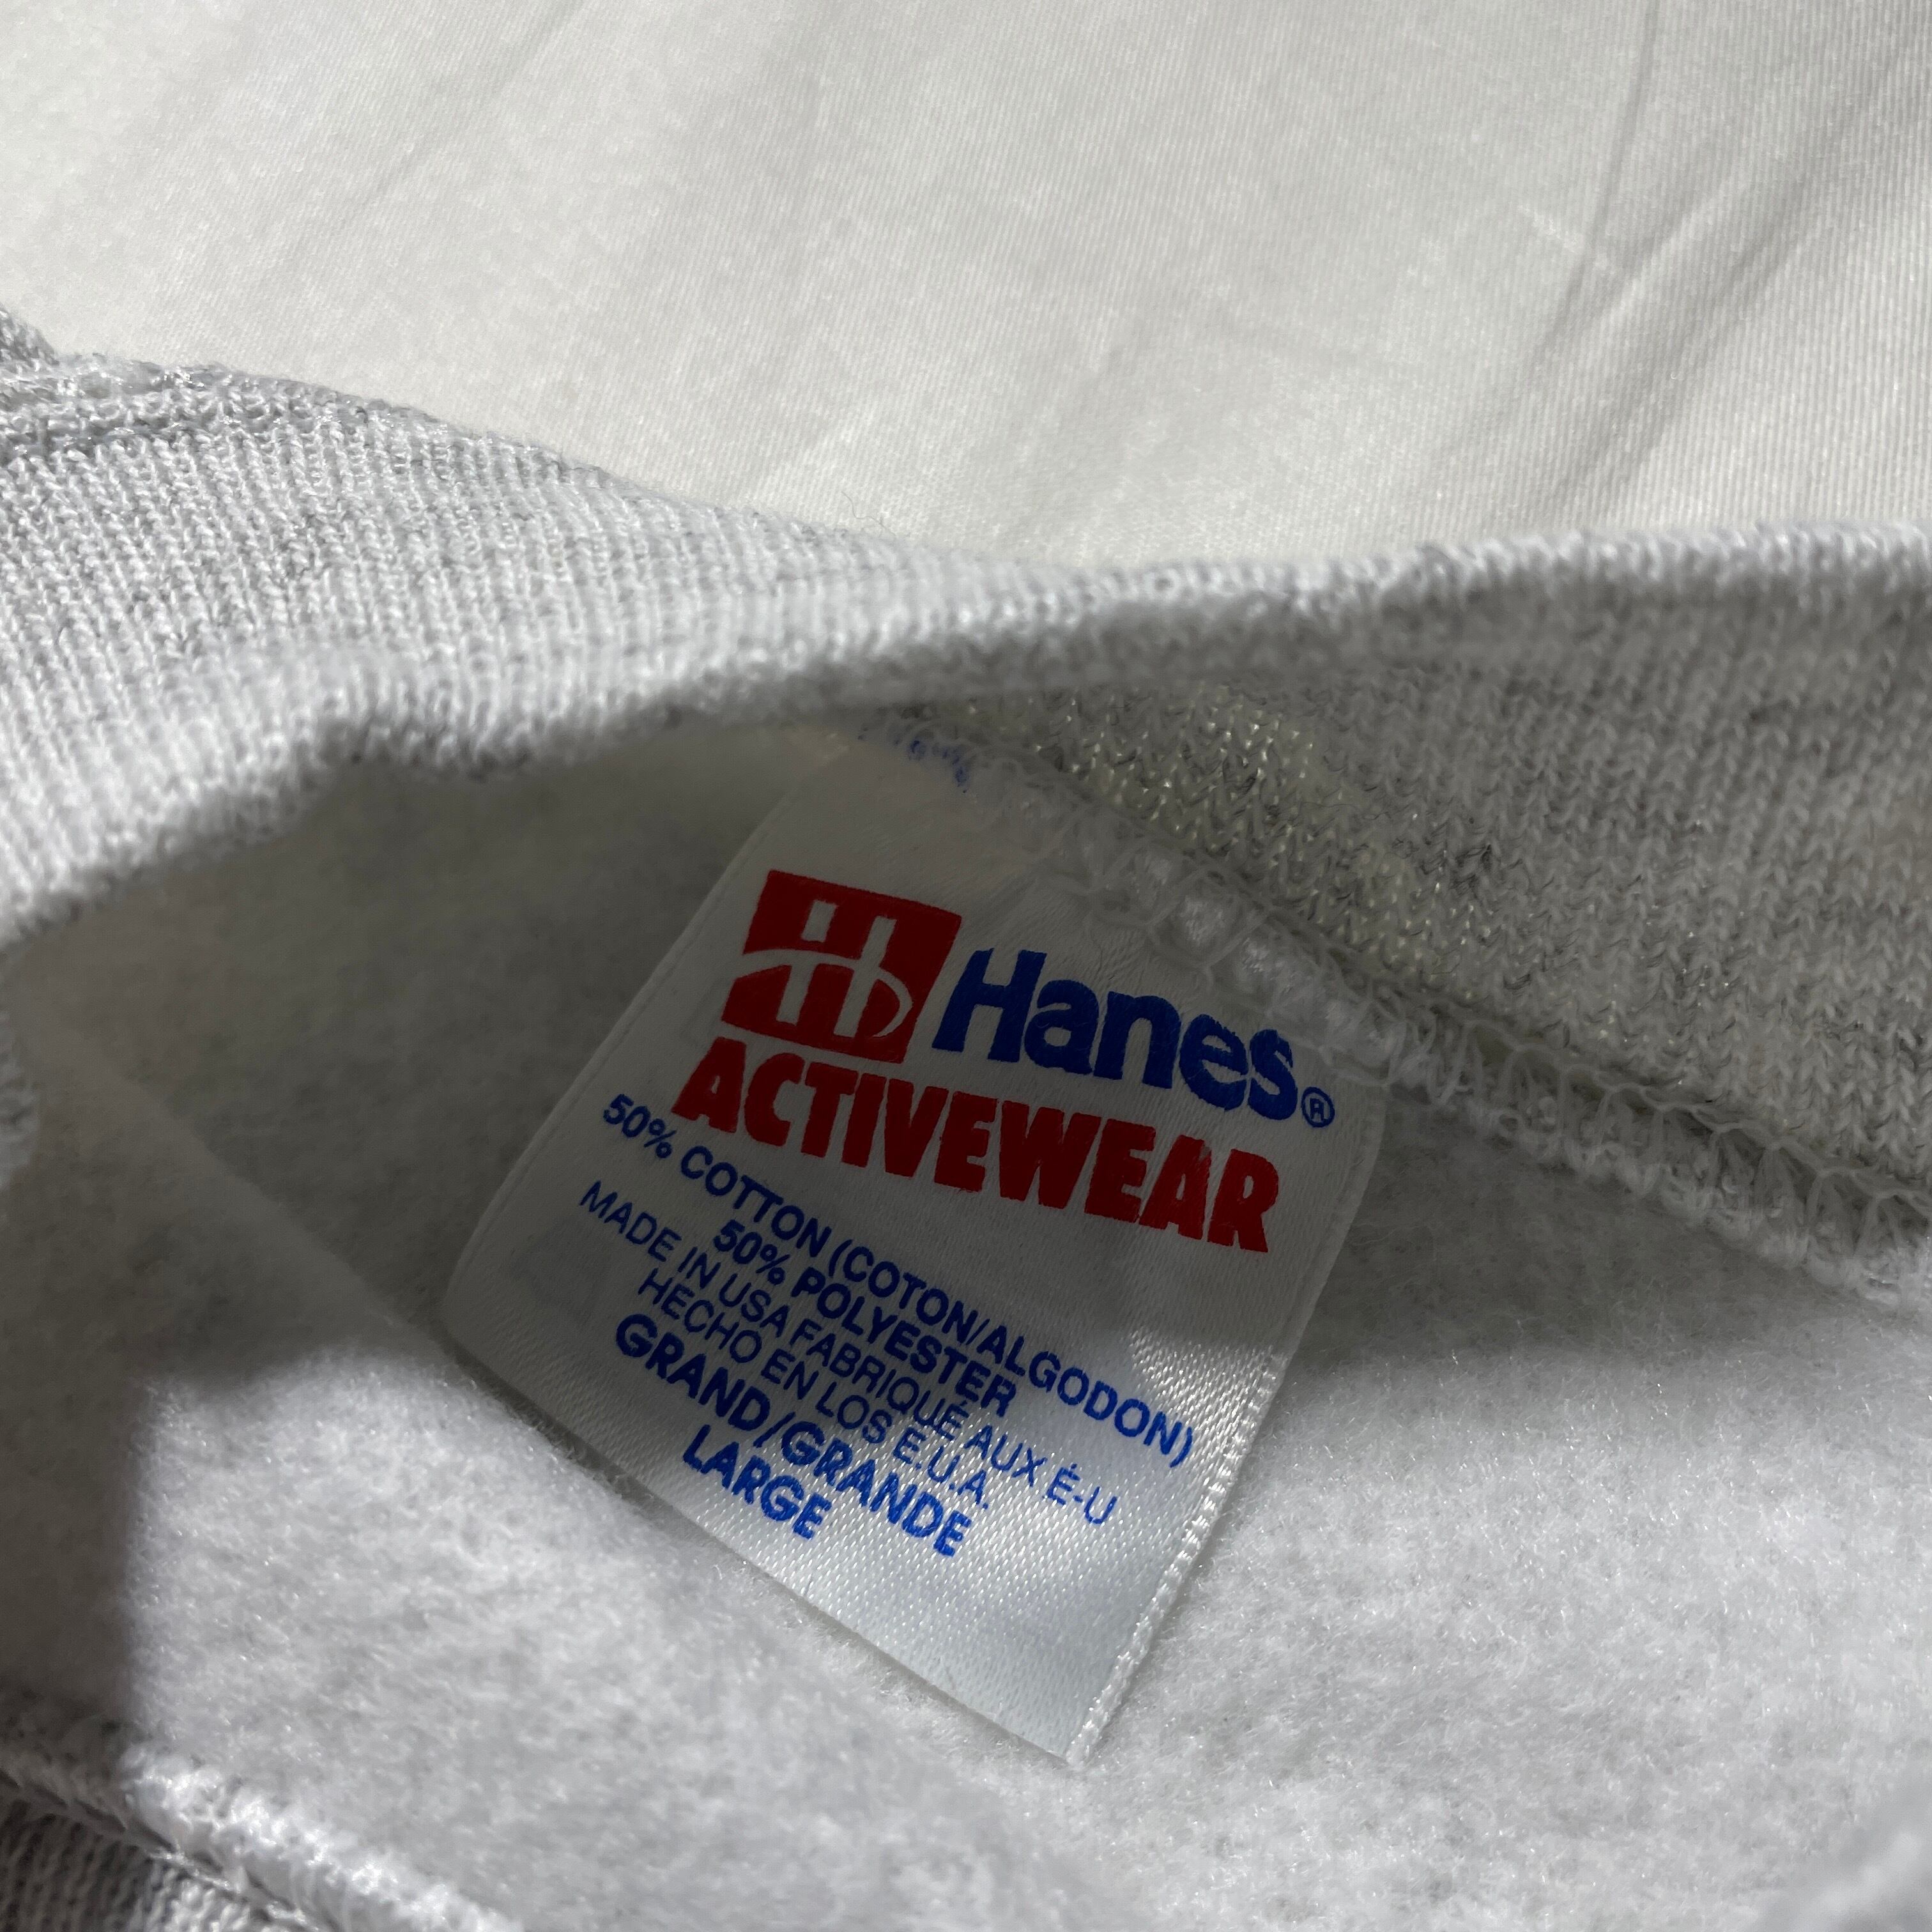 Hanes®
ACTIVEWEAR
50% COTTON (COTON/ALGODON)
50% POLYESTER
MADE IN USA FABRIQUÉ AUX É-U
HECHO EN LOS E.U.A.
GRAND/GRANDE
LARGE